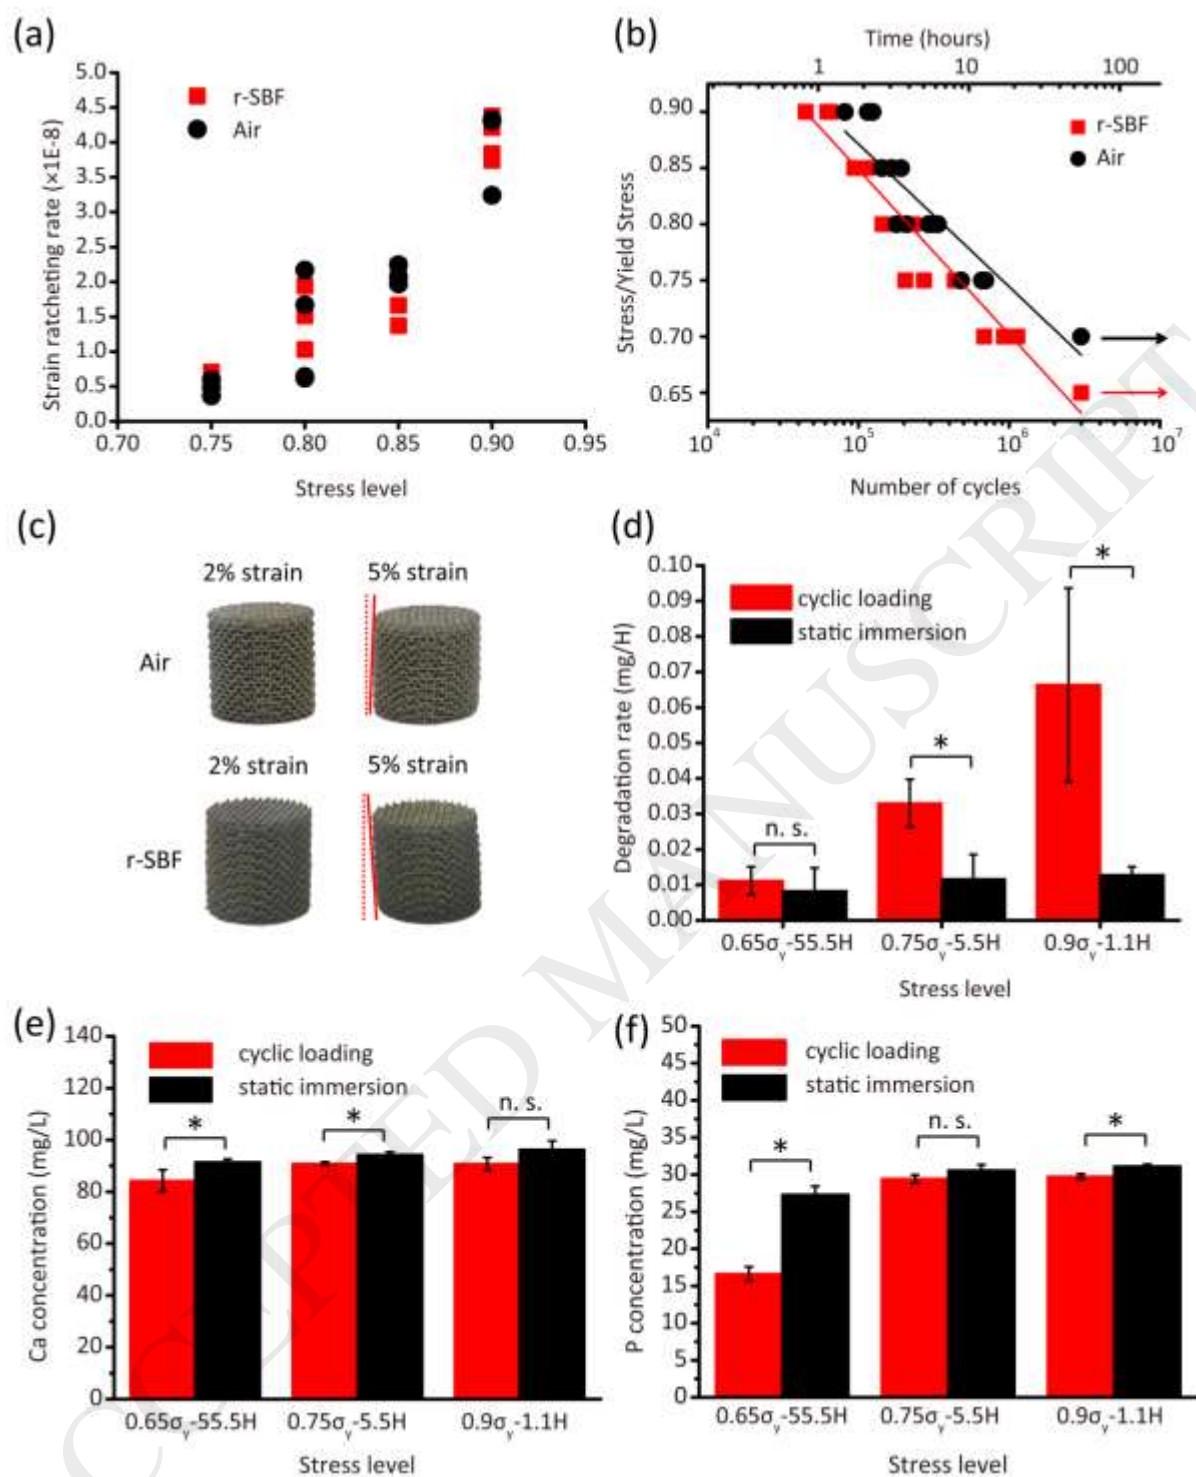 (a)
5.0
4.5
4.0
3.5
3.0
2.5
2.0
1.5
1.0
0.5
0.0
Strain ratcheting rate (×1E-8)
r-SBF
Air
0.70 0.75 0.80 0.85 0.90 0.95
Stress level
(b)
Time (hours)
1 10 100
0.90
0.85
0.80
0.75
0.70
0.65
Stress/Yield Stress
r-SBF
Air
10⁴ 10⁵ 10⁶ 10⁷
Number of cycles
(c)
2% strain 5% strain
Air
2% strain 5% strain
r-SBF
(d)
0.10
0.09
0.08
0.07
0.06
0.05
0.04
0.03
0.02
0.01
0.00
Degradation rate (mg/H)
cyclic loading
static immersion
n. s.
*
*
0.65σy-55.5H 0.75σy-5.5H 0.9σy-1.1H
Stress level
(e)
140
120
100
80
60
40
20
0
Ca concentration (mg/L)
cyclic loading
static immersion
*
*
n. s.
0.65σy-55.5H 0.75σy-5.5H 0.9σy-1.1H
Stress level
(f)
50
45
40
35
30
25
20
15
10
5
0
P concentration (mg/L)
cyclic loading
static immersion
*
n. s.
*
0.65σy-55.5H 0.75σy-5.5H 0.9σy-1.1H
Stress level
CCEPTED MANUSCRIPT